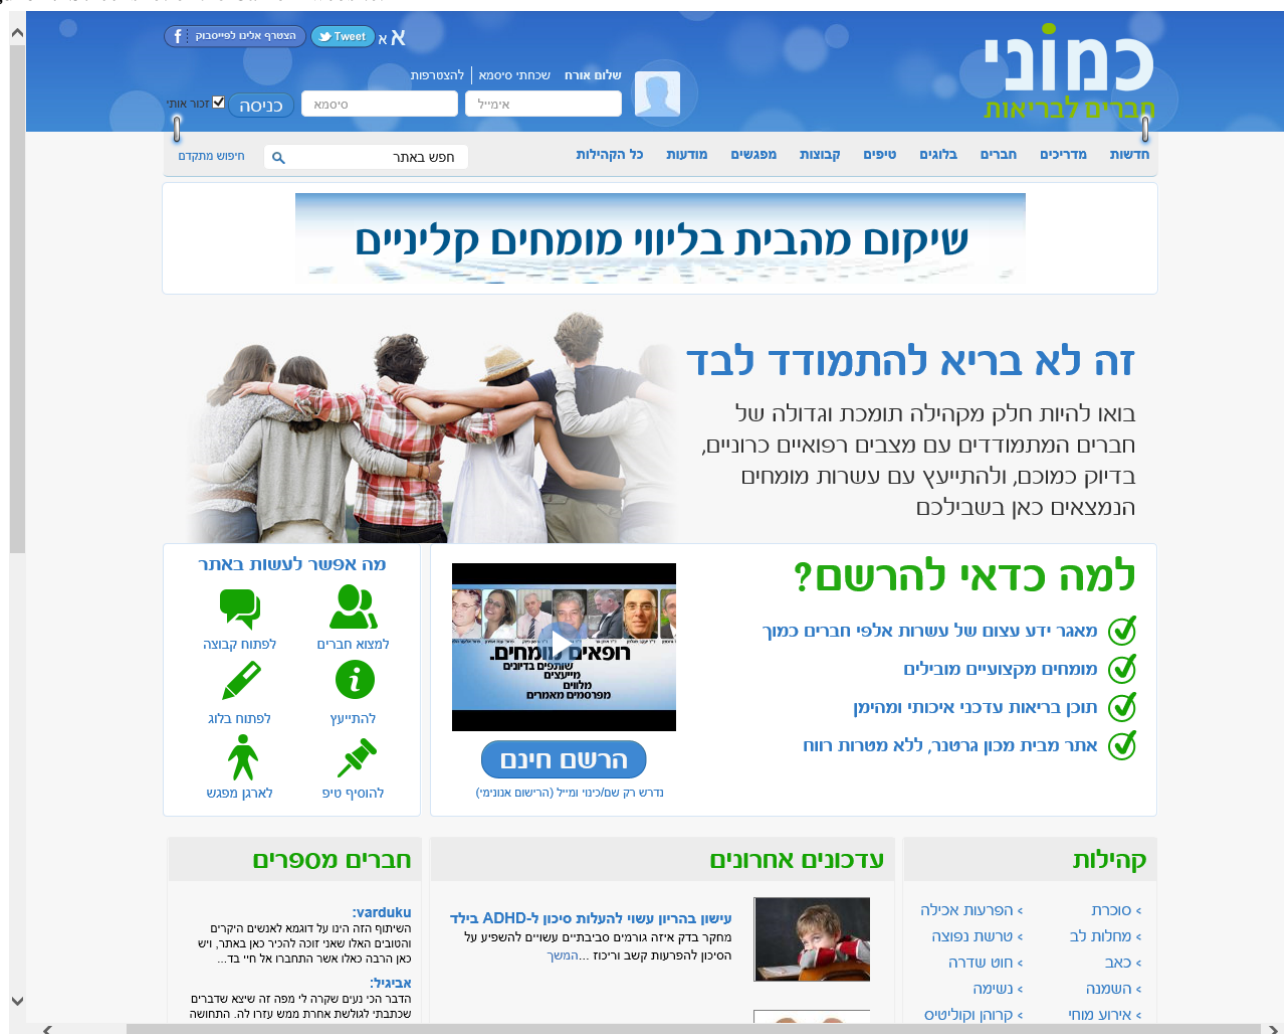 כמוני
חברים לבריאות
א א
Tweet
הצטרף אלינו לפייסבוק
שלום אורח שכחתי סיסמא | להצטרפות
אימייל
סיסמא
כניסה
זכור אותי
חדשות מדריכים חברים בלוגים טיפים קבוצות מפגשים מודעות כל הקהילות
חפש באתר
חיפוש מתקדם
שיקום מהבית בליווי מומחים קליניים
זה לא בריא להתמודד לבד
בואו להיות חלק מקהילה תומכת וגדולה של
חברים המתמודדים עם מצבים רפואיים כרוניים,
בדיוק כמוכם, ולהתייעץ עם עשרות מומחים
הנמצאים כאן בשבילכם
למה כדאי להרשם?
מאגר ידע עצום של עשרות אלפי חברים כמוך
מומחים מקצועיים מובילים
תוכן בריאות עדכני איכותי ומהימן
אתר מבית מכון גרטנר, ללא מטרות רווח
רופאים מומחים.
שותפים בדיונים
מייעצים
מלווים
מפרסמים מאמרים
הרשם חינם
נדרש רק שם/כינוי ומייל (הרישום אנונימי)
מה אפשר לעשות באתר
למצוא חברים
לפתוח קבוצה
להתייעץ
לפתוח בלוג
להוסיף טיפ
לארגן מפגש
קהילות
› סוכרת
› מחלות לב
› כאב
› השמנה
› אירוע מוחי
› הפרעות אכילה
› טרשת נפוצה
› חוט שדרה
› נשימה
› קרוהן וקוליטיס
עדכונים אחרונים
עישון בהריון עשוי להעלות סיכון ל-ADHD בילד
מחקר בדק איזה גורמים סביבתיים עשויים להשפיע על
הסיכון להפרעות קשב וריכוז ...המשך
חברים מספרים
varduku:
השיתוף הזה הינו על דוגמא לאנשים היקרים
והטובים האלו שאני זוכה להכיר כאן באתר, ויש
כאן הרבה כאלו אשר התחברו אל חיי בד...
אביגיל:
הדבר הכי נעים שקרה לי מפה זה שיצא שדברים
שכתבתי לגולשת אחרת ממש עזרו לה. התחושה